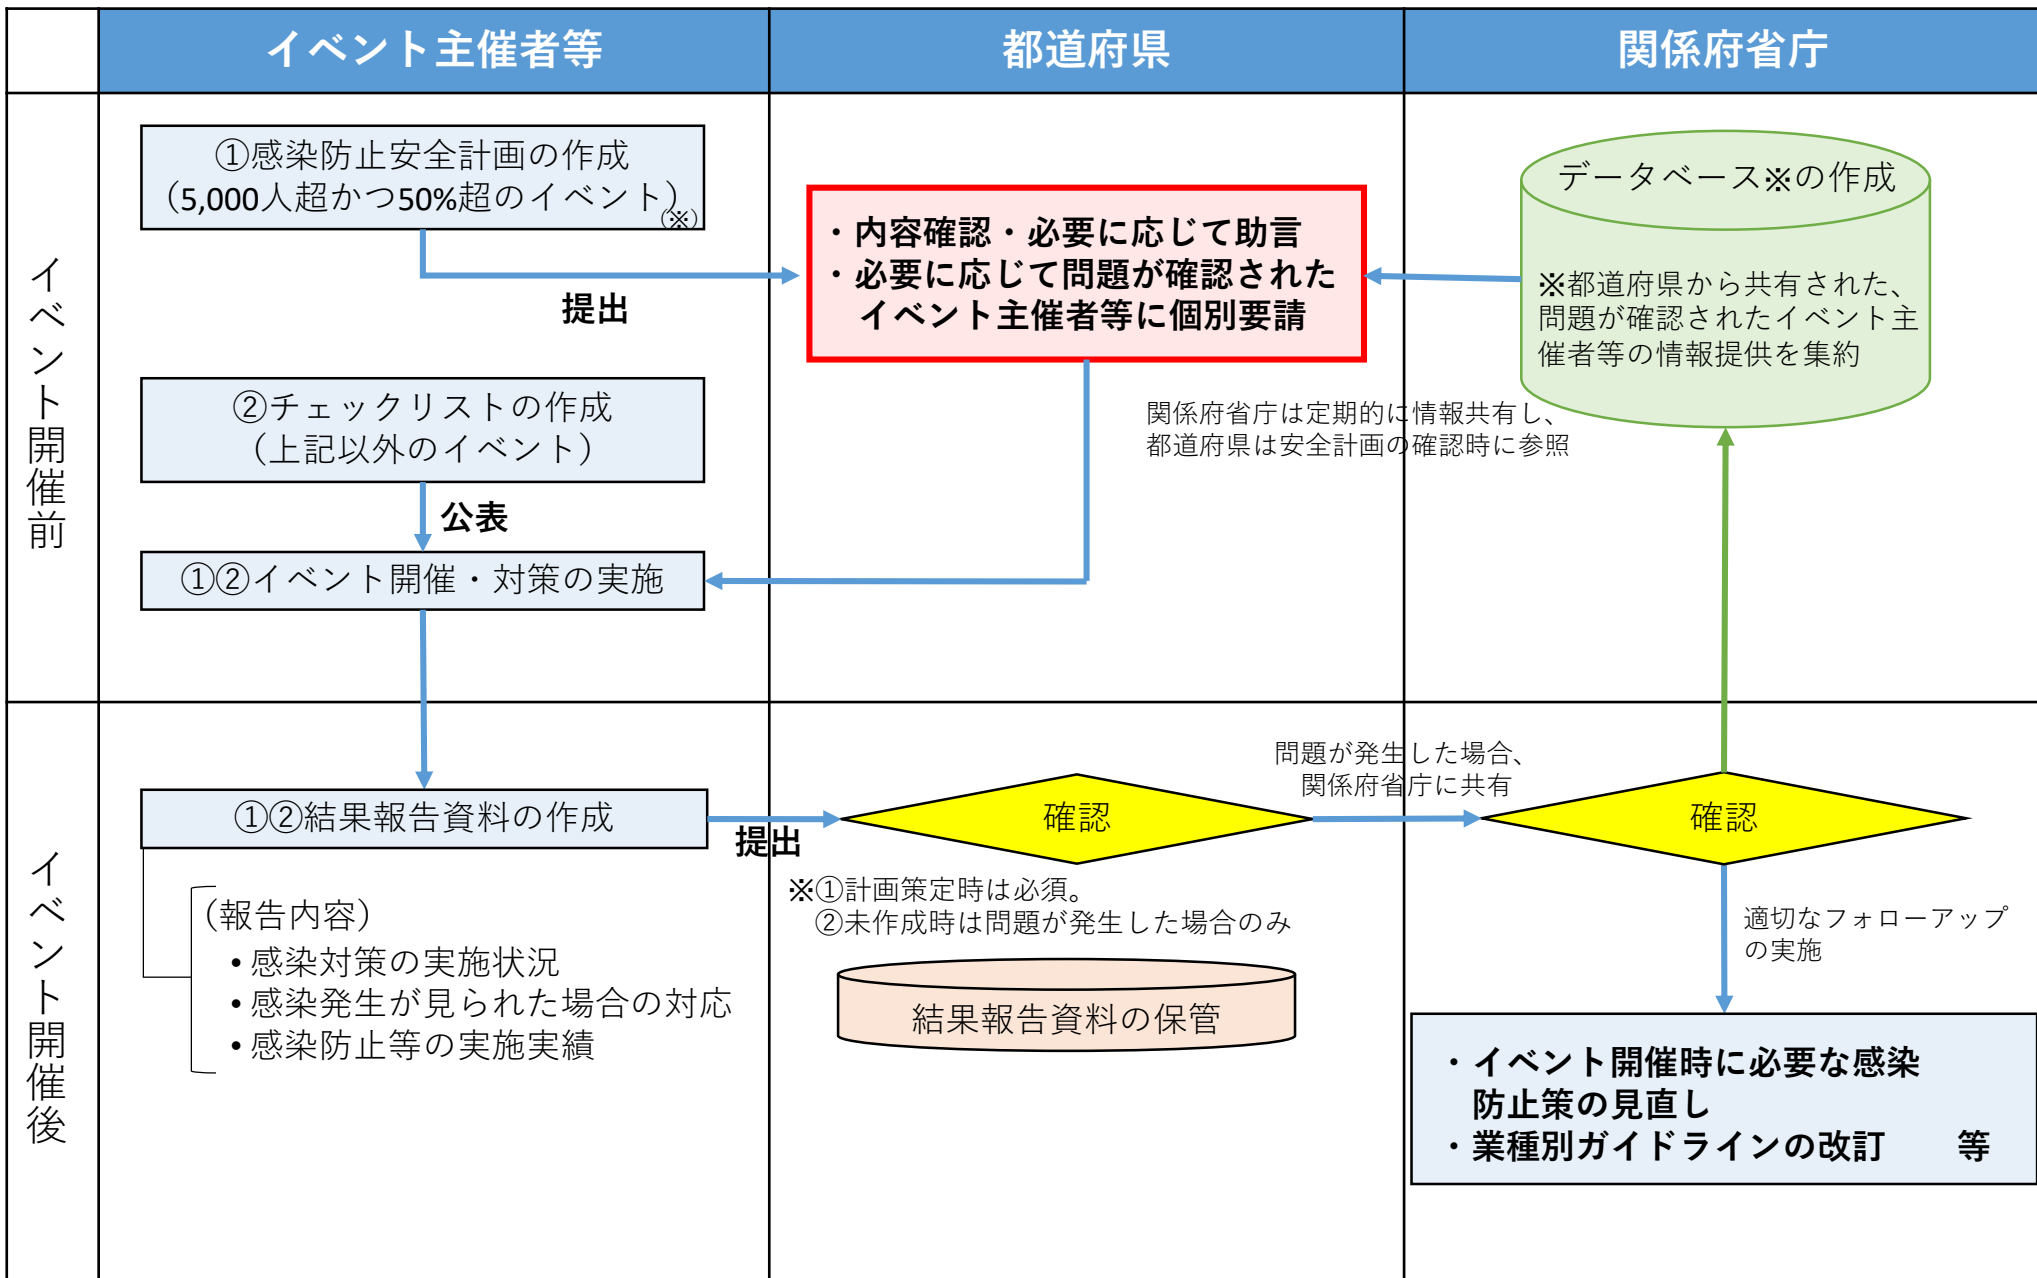 イベント主催者等
都道府県
関係府省庁
イベント開催前
①感染防止安全計画の作成
（5,000人超かつ50%超のイベント）
(※)
提出
・内容確認・必要に応じて助言
・必要に応じて問題が確認された
イベント主催者等に個別要請
データベース※の作成
※都道府県から共有された、
問題が確認されたイベント主
催者等の情報提供を集約
②チェックリストの作成
（上記以外のイベント）
関係府省庁は定期的に情報共有し、
都道府県は安全計画の確認時に参照
公表
①②イベント開催・対策の実施
イベント開催後
①②結果報告資料の作成
提出
確認
問題が発生した場合、
関係府省庁に共有
確認
（報告内容）
• 感染対策の実施状況
• 感染発生が見られた場合の対応
• 感染防止等の実施実績
※①計画策定時は必須。
②未作成時は問題が発生した場合のみ
結果報告資料の保管
適切なフォローアップ
の実施
・イベント開催時に必要な感染
防止策の見直し
・業種別ガイドラインの改訂　　等